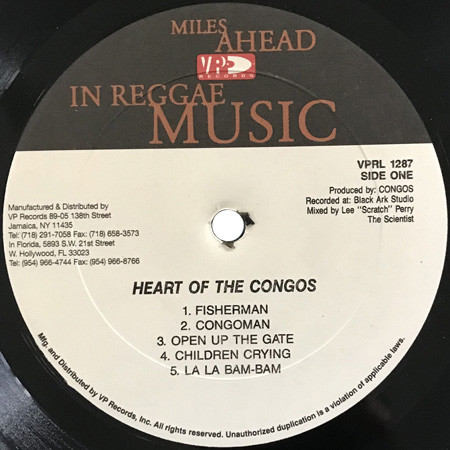 MILES
AHEAD
VP
RECORDS
IN REGGAE
MUSIC
VPRL 1287
SIDE ONE
Produced by: CONGOS
Recorded at: Black Ark Studio
Mixed by Lee "Scratch" Perry
The Scientist
Manufactured & Distributed by
VP Records 89-05 138th Street
Jamaica, NY 11435
Tel: (718) 291-7058 Fax: (718) 658-3573
In Florida, 5893 S.W. 21st Street
W. Hollywood, FL 33023
Tel: (954) 966-4744 Fax: (954) 966-8766
HEART OF THE CONGOS
1. FISHERMAN
2. CONGOMAN
3. OPEN UP THE GATE
4. CHILDREN CRYING
5. LA LA BAM-BAM
Mfg. and Distributed by VP Records, Inc. All rights reserved. Unauthorized duplication is a violation of applicable laws.